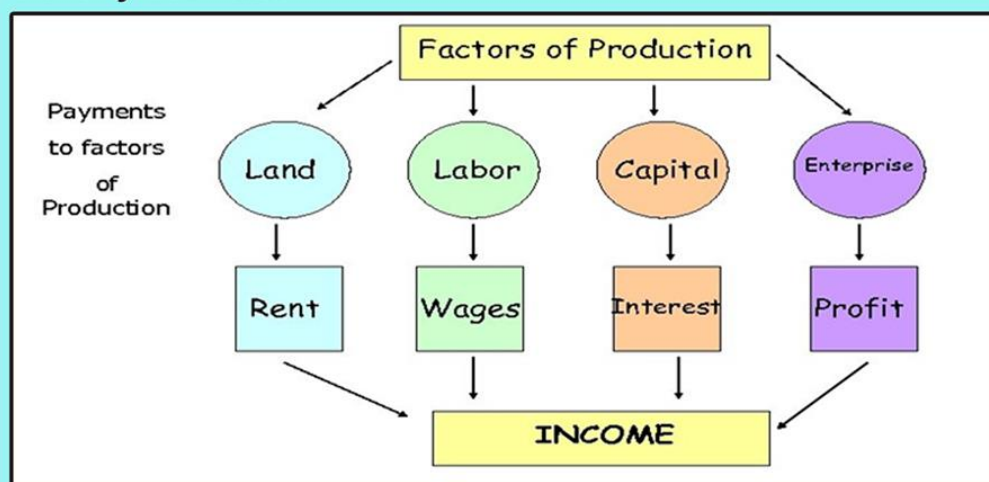 Factors of Production
Payments
to factors
of
Production
Land
Labor
Capital
Enterprise
Rent
Wages
Interest
Profit
INCOME